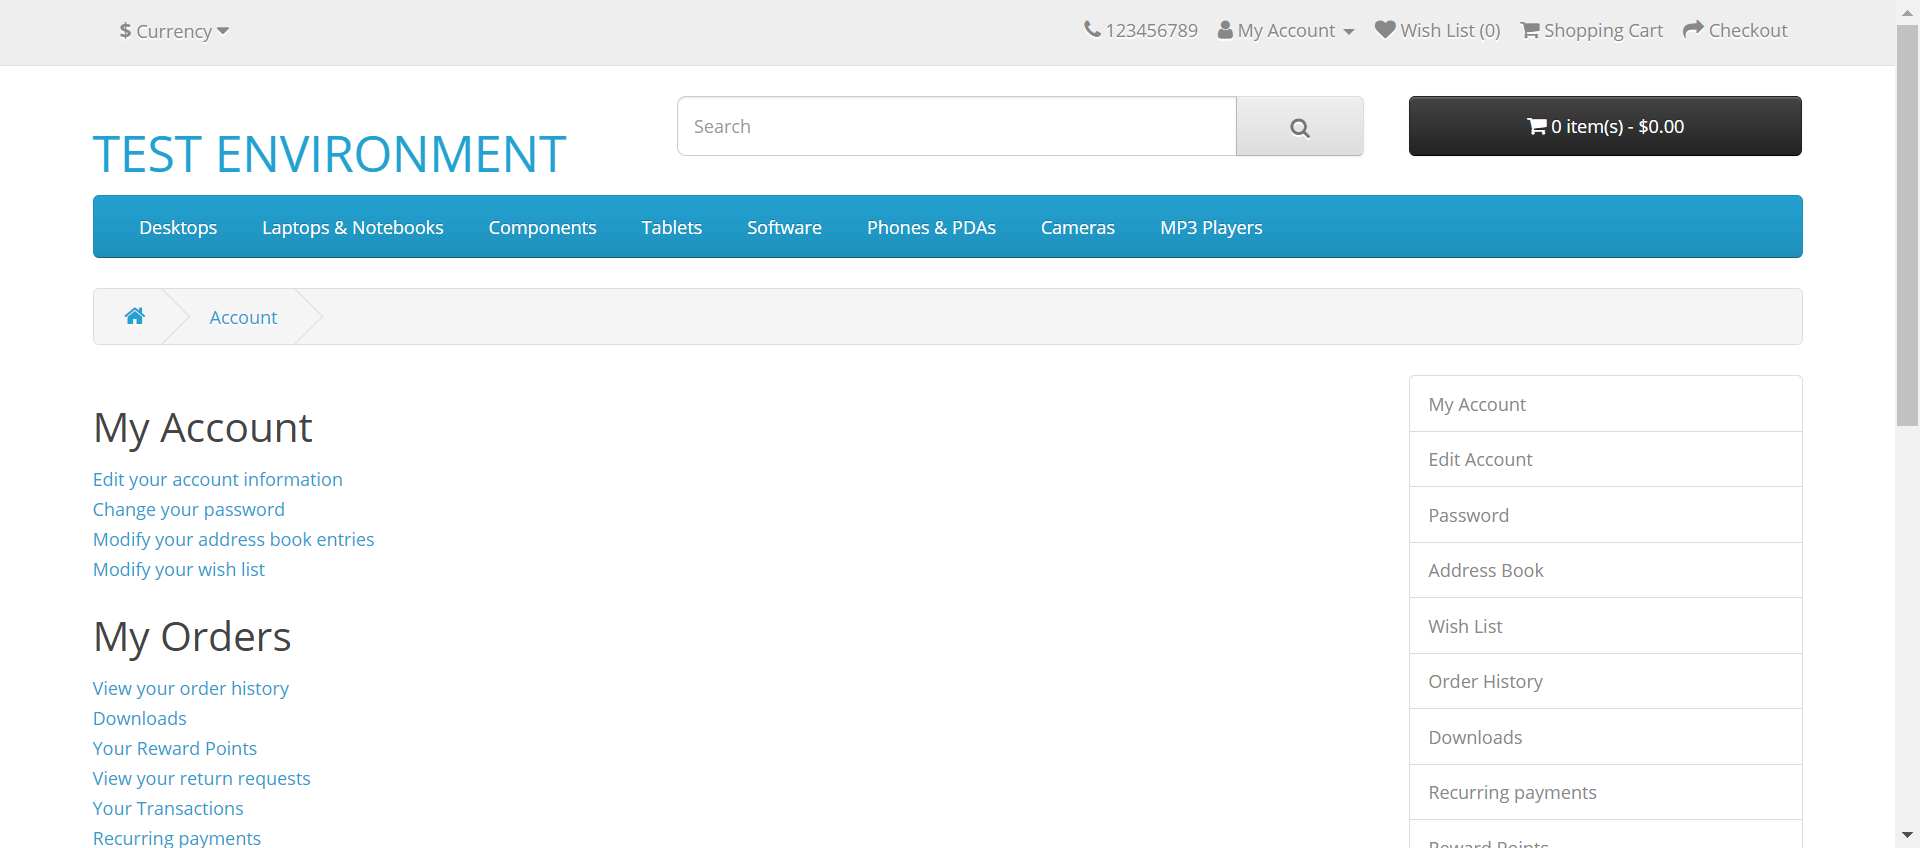 $ Currency
123456789 My Account Wish List (0) Shopping Cart Checkout
TEST ENVIRONMENT
Search
0 item(s) - $0.00
Desktops Laptops & Notebooks Components Tablets Software Phones & PDAs Cameras MP3 Players
Account
My Account
Edit your account information
Change your password
Modify your address book entries
Modify your wish list
My Orders
View your order history
Downloads
Your Reward Points
View your return requests
Your Transactions
Recurring payments
My Account
Edit Account
Password
Address Book
Wish List
Order History
Downloads
Recurring payments
Reward Points